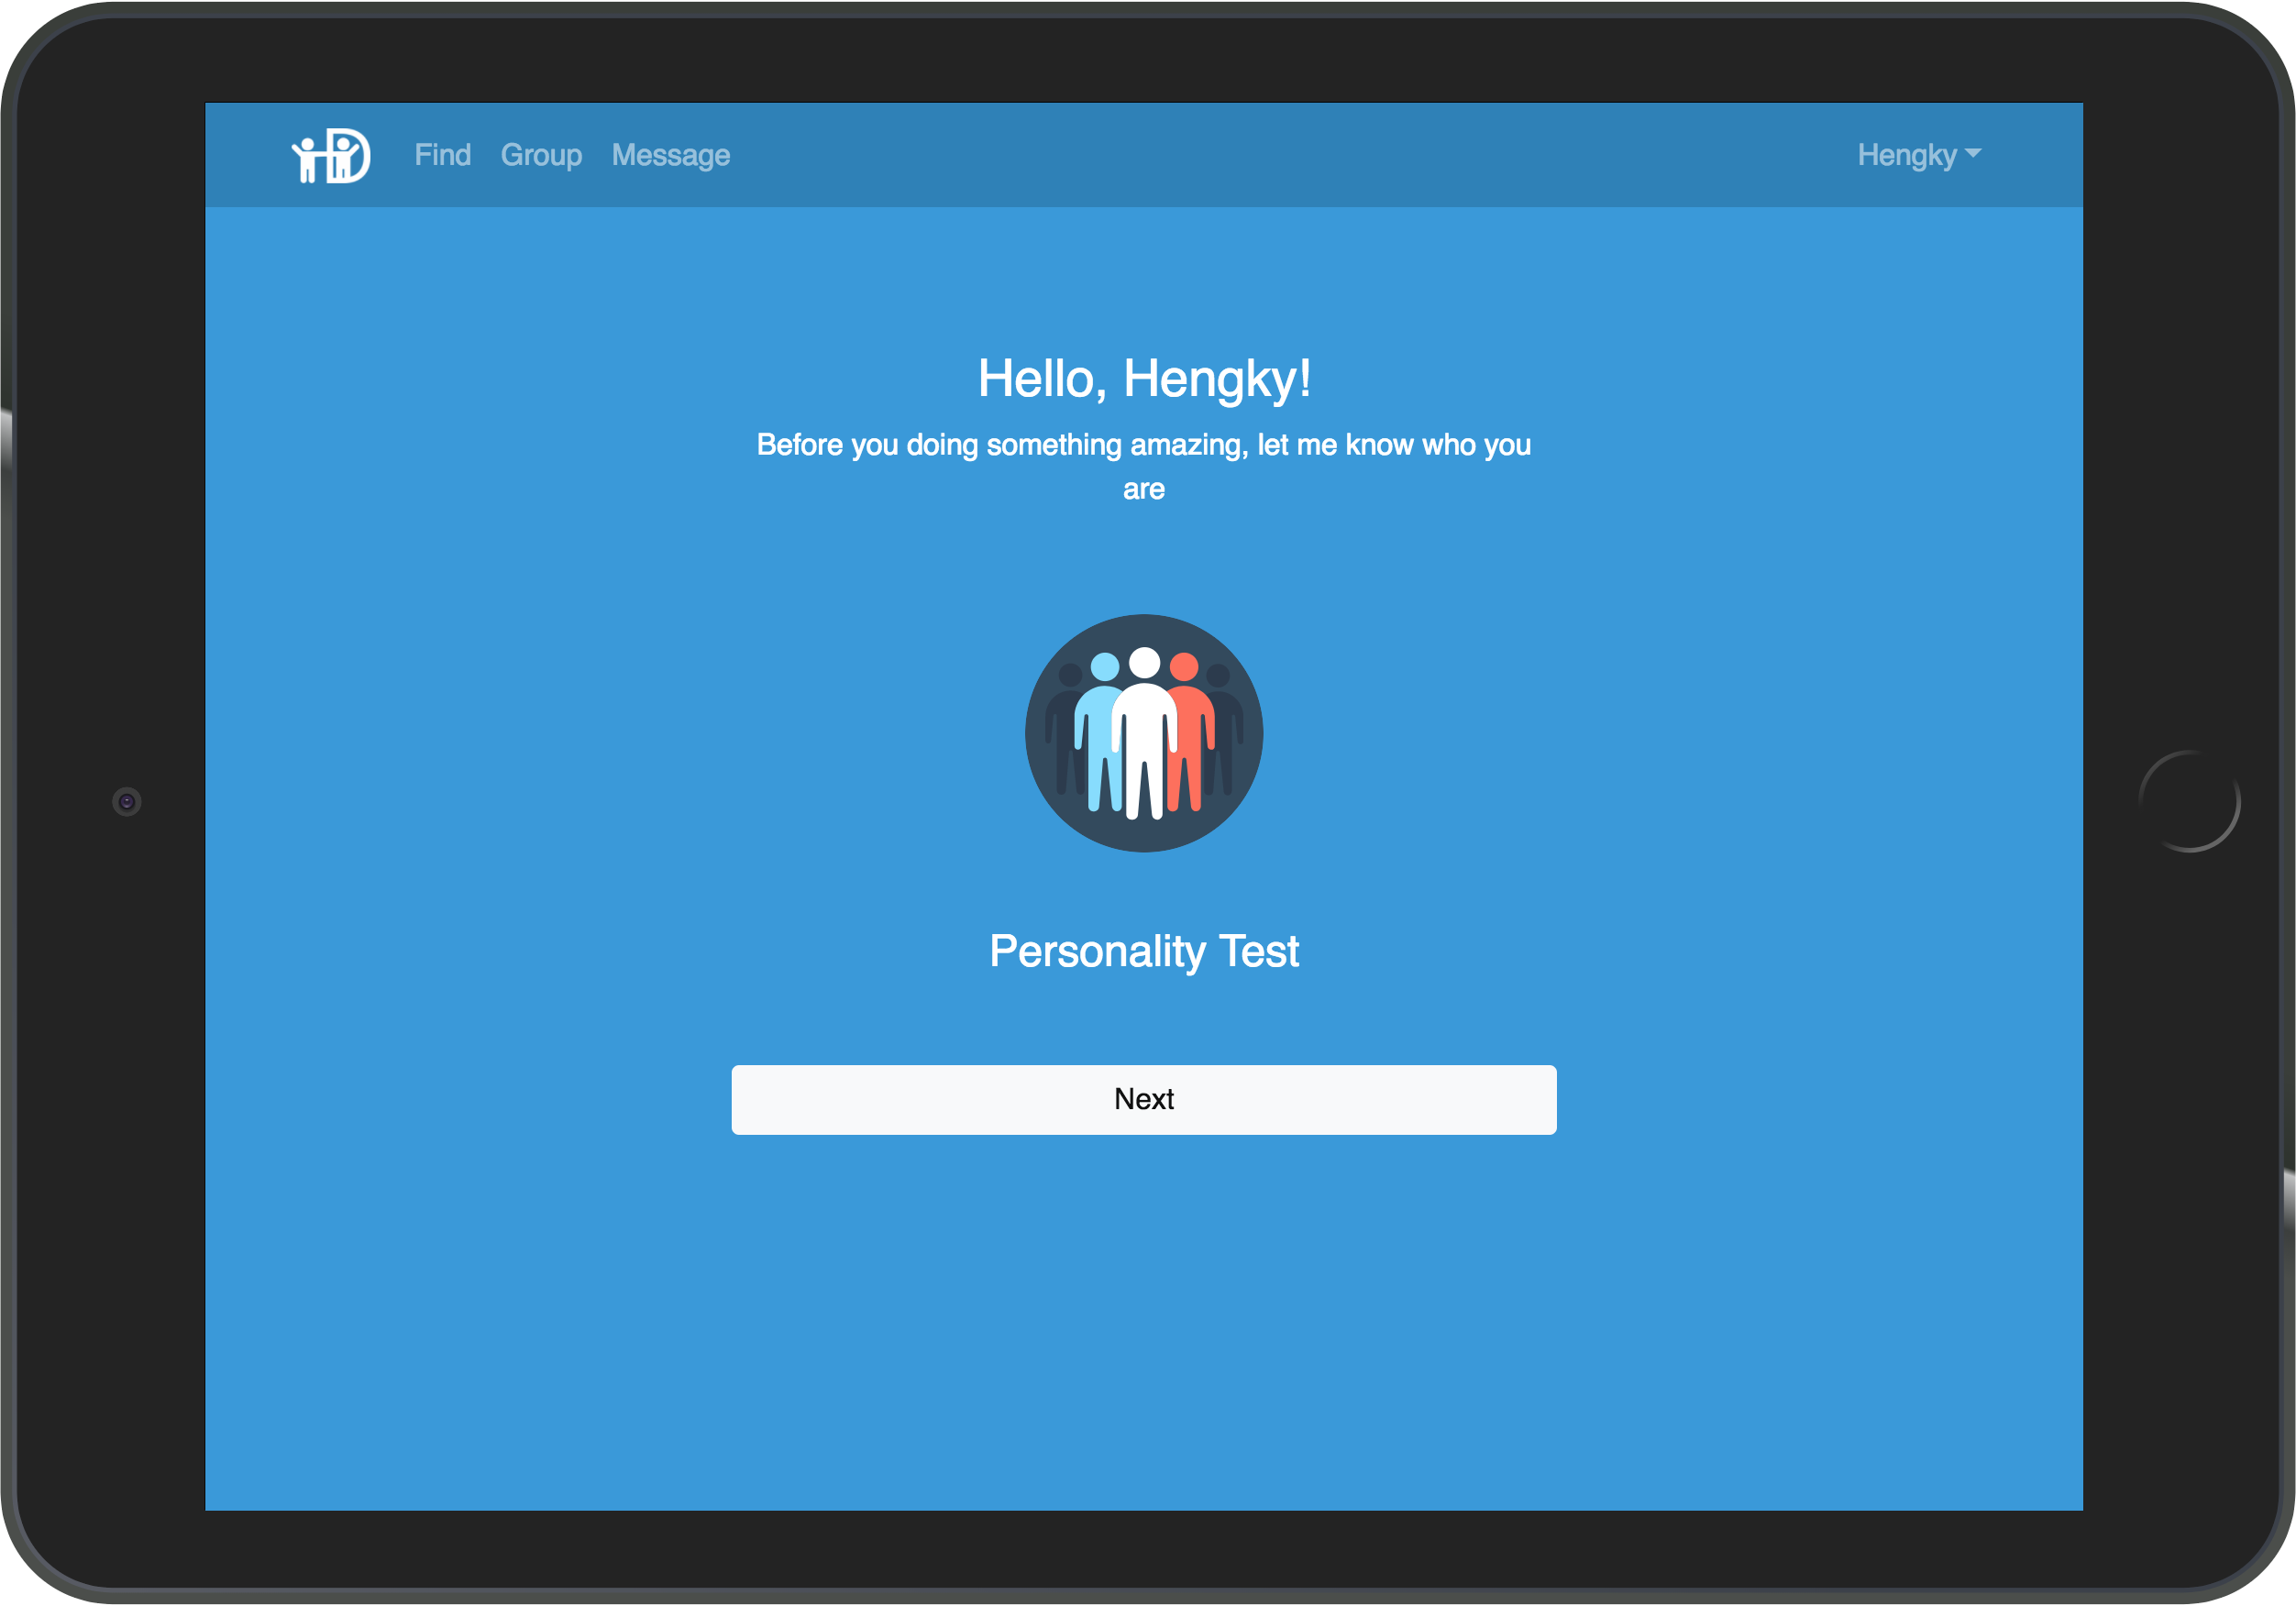 Find Group Message Hengky
Hello, Hengky!
Before you doing something amazing, let me know who you
are
Personality Test
Next